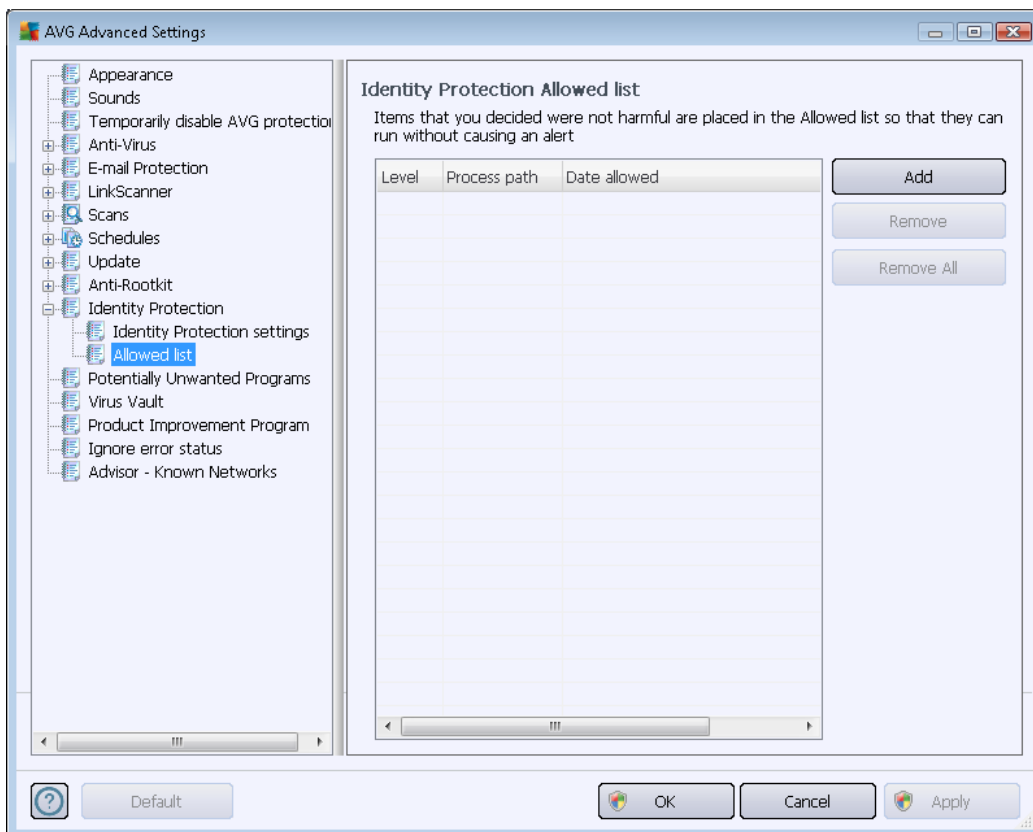 AVG Advanced Settings
Appearance
Sounds
Temporarily disable AVG protection
Anti-Virus
E-mail Protection
LinkScanner
Scans
Schedules
Update
Anti-Rootkit
Identity Protection
Identity Protection settings
Allowed list
Potentially Unwanted Programs
Virus Vault
Product Improvement Program
Ignore error status
Advisor - Known Networks
Identity Protection Allowed list
Items that you decided were not harmful are placed in the Allowed list so that they can
run without causing an alert
Level Process path Date allowed
Add
Remove
Remove All
Default
OK
Cancel
Apply